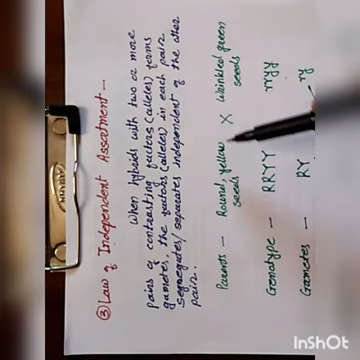 ③ Law of Independent Assortment –
When hybrids with two or more
pairs of contrasting factors (alleles) forms
gametes, the factors (alleles) in each pair
segregates/separates independent of the other
pair.
Parents – Round, yellow X Wrinkled green
seeds seeds
Genotype – RRYY rryy
Gametes – RY ry
InShOt